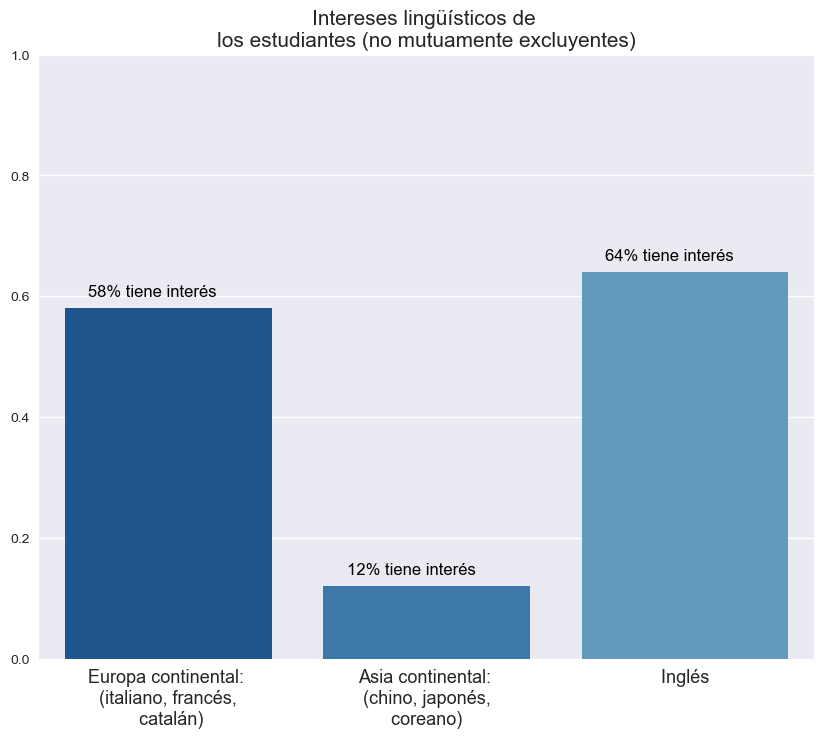 Intereses lingüísticos de
los estudiantes (no mutuamente excluyentes)
1.0
0.8
0.6
0.4
0.2
0.0
58% tiene interés
12% tiene interés
64% tiene interés
Europa continental:
(italiano, francés,
catalán)
Asia continental:
(chino, japonés,
coreano)
Inglés